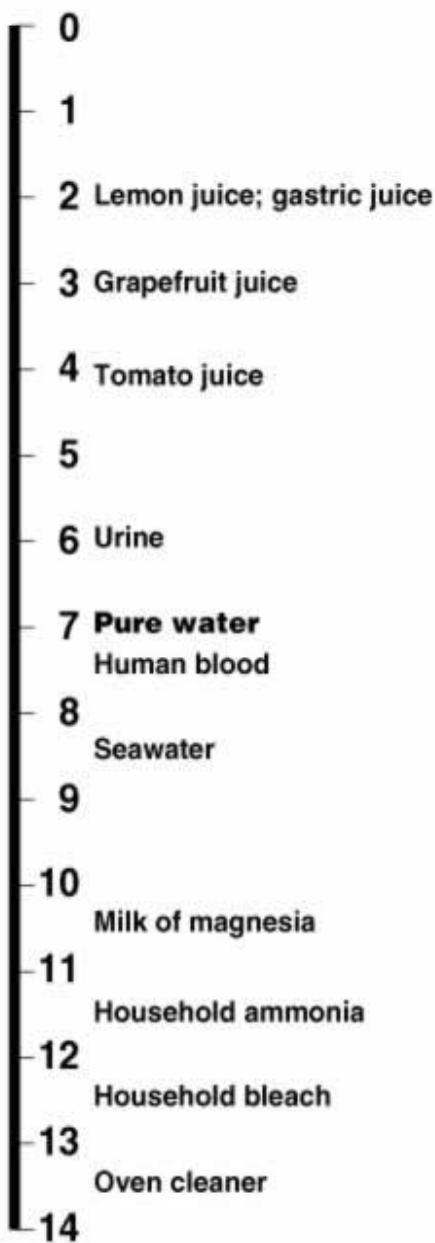 0
1
2 Lemon juice; gastric juice
3 Grapefruit juice
4 Tomato juice
5
6 Urine
7 Pure water
Human blood
8
Seawater
9
10
Milk of magnesia
11
Household ammonia
12
Household bleach
13
Oven cleaner
14